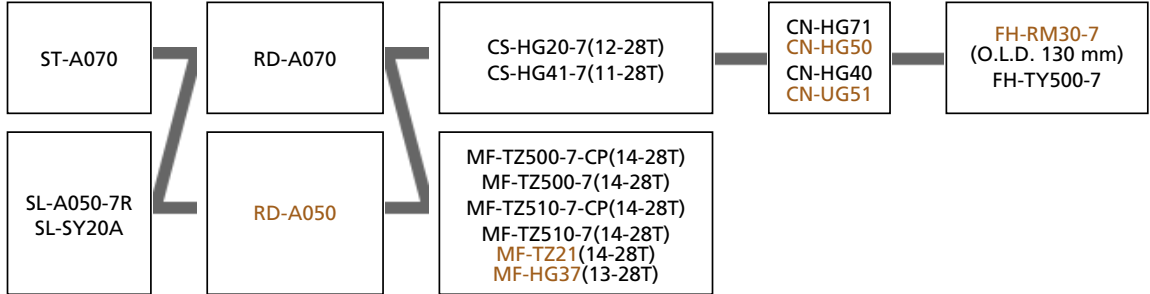 ST-A070
SL-A050-7R
SL-SY20A
RD-A070
RD-A050
CS-HG20-7(12-28T)
CS-HG41-7(11-28T)
MF-TZ500-7-CP(14-28T)
MF-TZ500-7(14-28T)
MF-TZ510-7-CP(14-28T)
MF-TZ510-7(14-28T)
MF-TZ21(14-28T)
MF-HG37(13-28T)
CN-HG71
CN-HG50
CN-HG40
CN-UG51
FH-RM30-7
(O.L.D. 130 mm)
FH-TY500-7